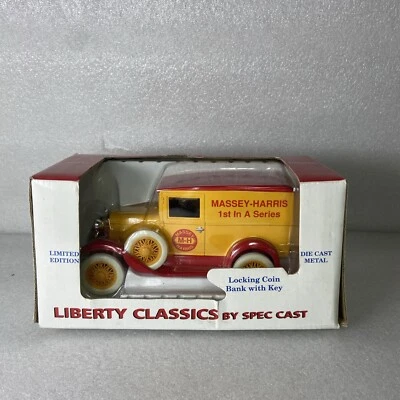 MASSEY-HARRIS
1st In A Series
M-H
LIMITED
EDITION
DIE CAST
METAL
Locking Coin
Bank with Key
LIBERTY CLASSICS BY SPEC CAST